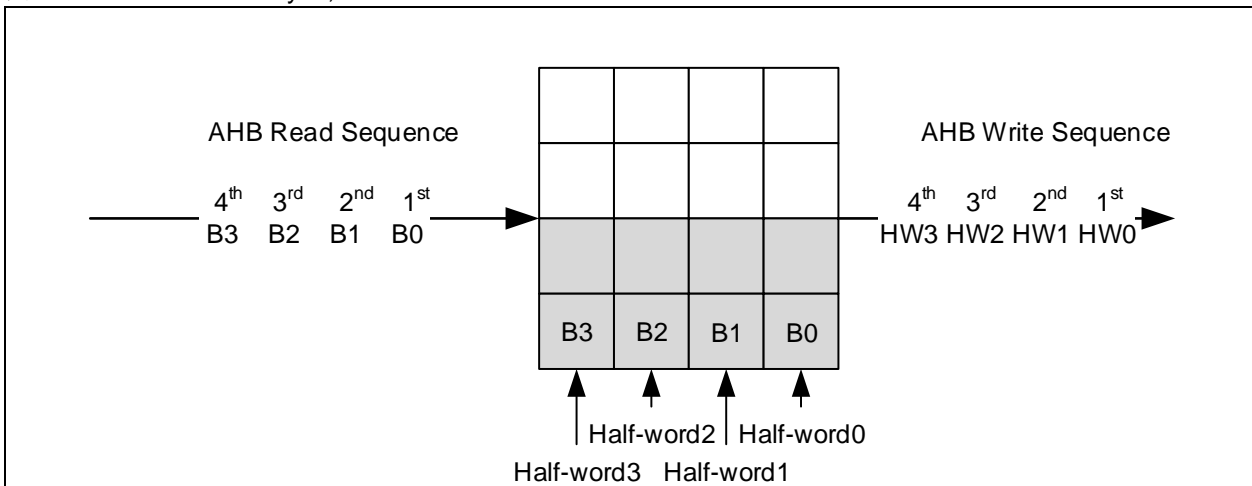 AHB Read Sequence
4th 3rd 2nd 1st
B3 B2 B1 B0
B3 B2 B1 B0
Half-word2 Half-word0
Half-word3 Half-word1
AHB Write Sequence
4th 3rd 2nd 1st
HW3 HW2 HW1 HW0